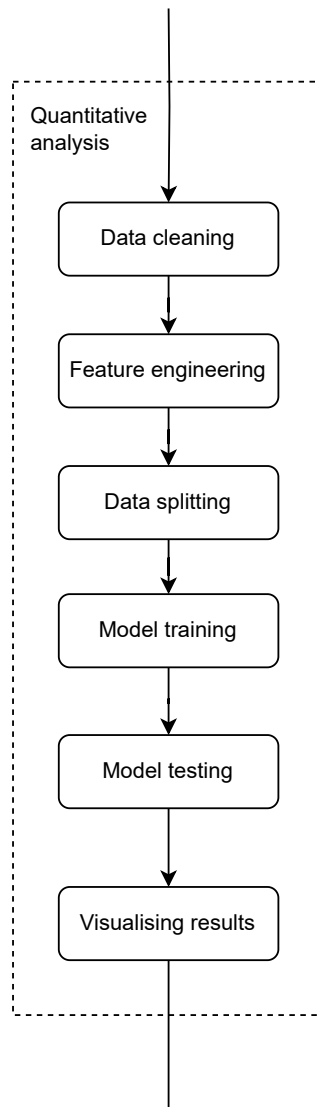 Quantitative
analysis
Data cleaning
Feature engineering
Data splitting
Model training
Model testing
Visualising results